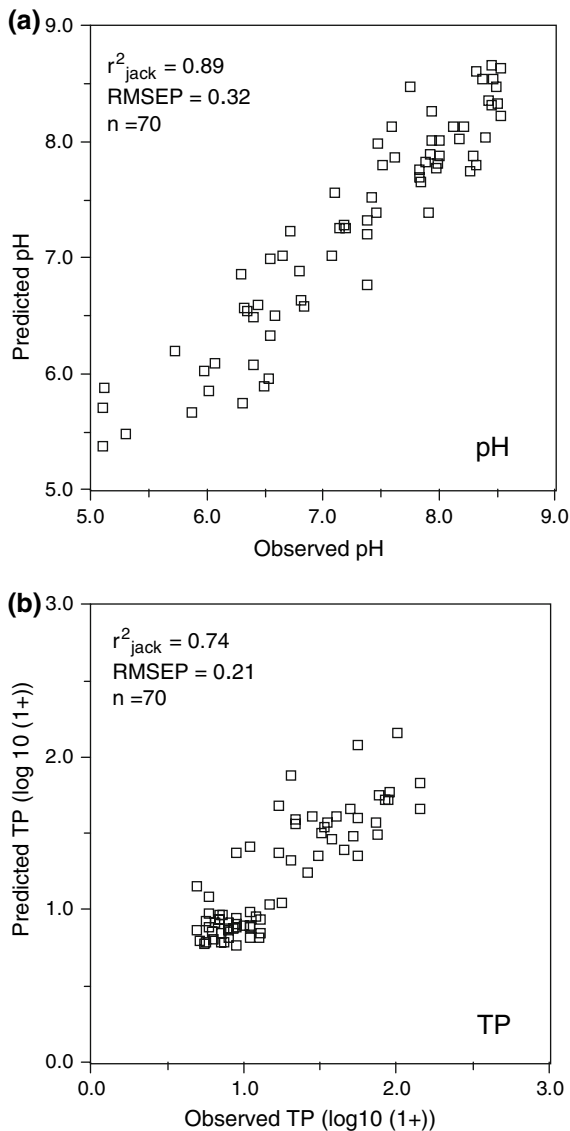 (a)
9.0
r²jack = 0.89
RMSEP = 0.32
n =70
8.0
7.0
6.0
5.0
Predicted pH
pH
5.0 6.0 7.0 8.0 9.0
Observed pH
(b)
3.0
r²jack = 0.74
RMSEP = 0.21
n =70
2.0
1.0
0.0
Predicted TP (log 10 (1+))
TP
0.0 1.0 2.0 3.0
Observed TP (log10 (1+))